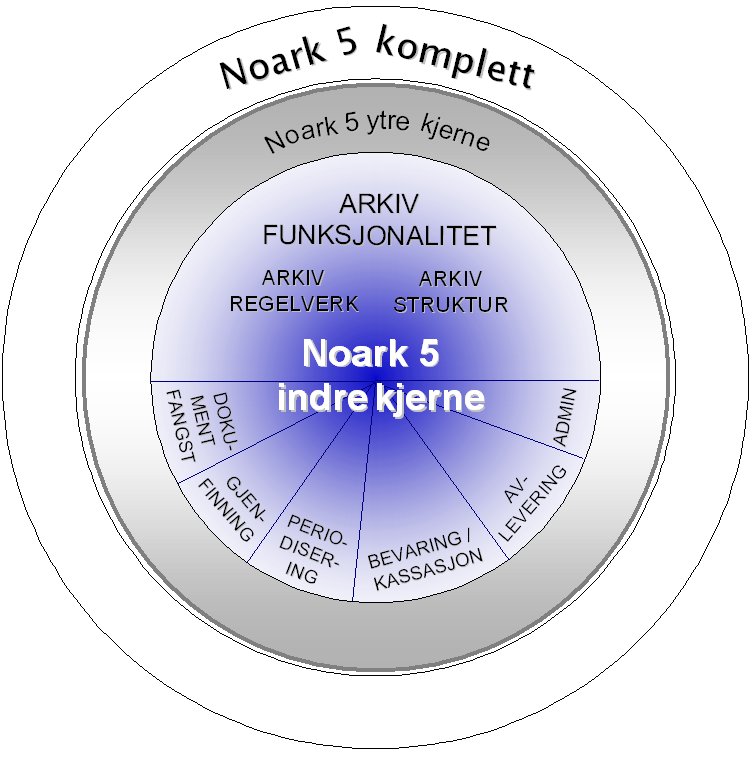 Noark 5 komplett
Noark 5 ytre kjerne
ARKIV
FUNKSJONALITET
ARKIV
REGELVERK
ARKIV
STRUKTUR
Noark 5
indre kjerne
DOKU-
MENT
FANGST
GJEN-
FINNING
PERIO-
DISER-
ING
BEVARING /
KASSASJON
AV-
LEVERING
ADMIN